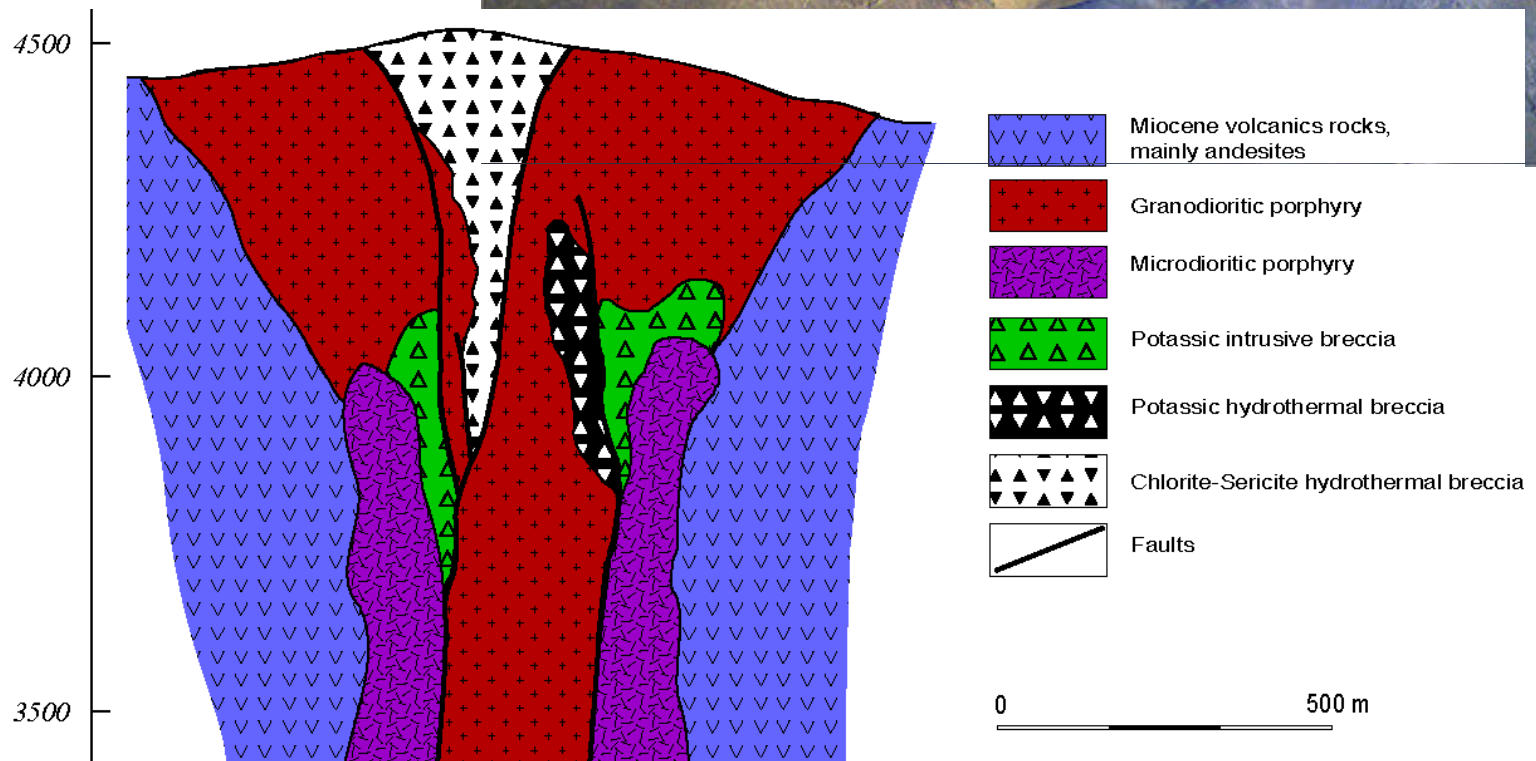 4500
4000
3500
Miocene volcanics rocks,
mainly andesites
Granodioritic porphyry
Microdioritic porphyry
Potassic intrusive breccia
Potassic hydrothermal breccia
Chlorite-Sericite hydrothermal breccia
Faults
0 500 m